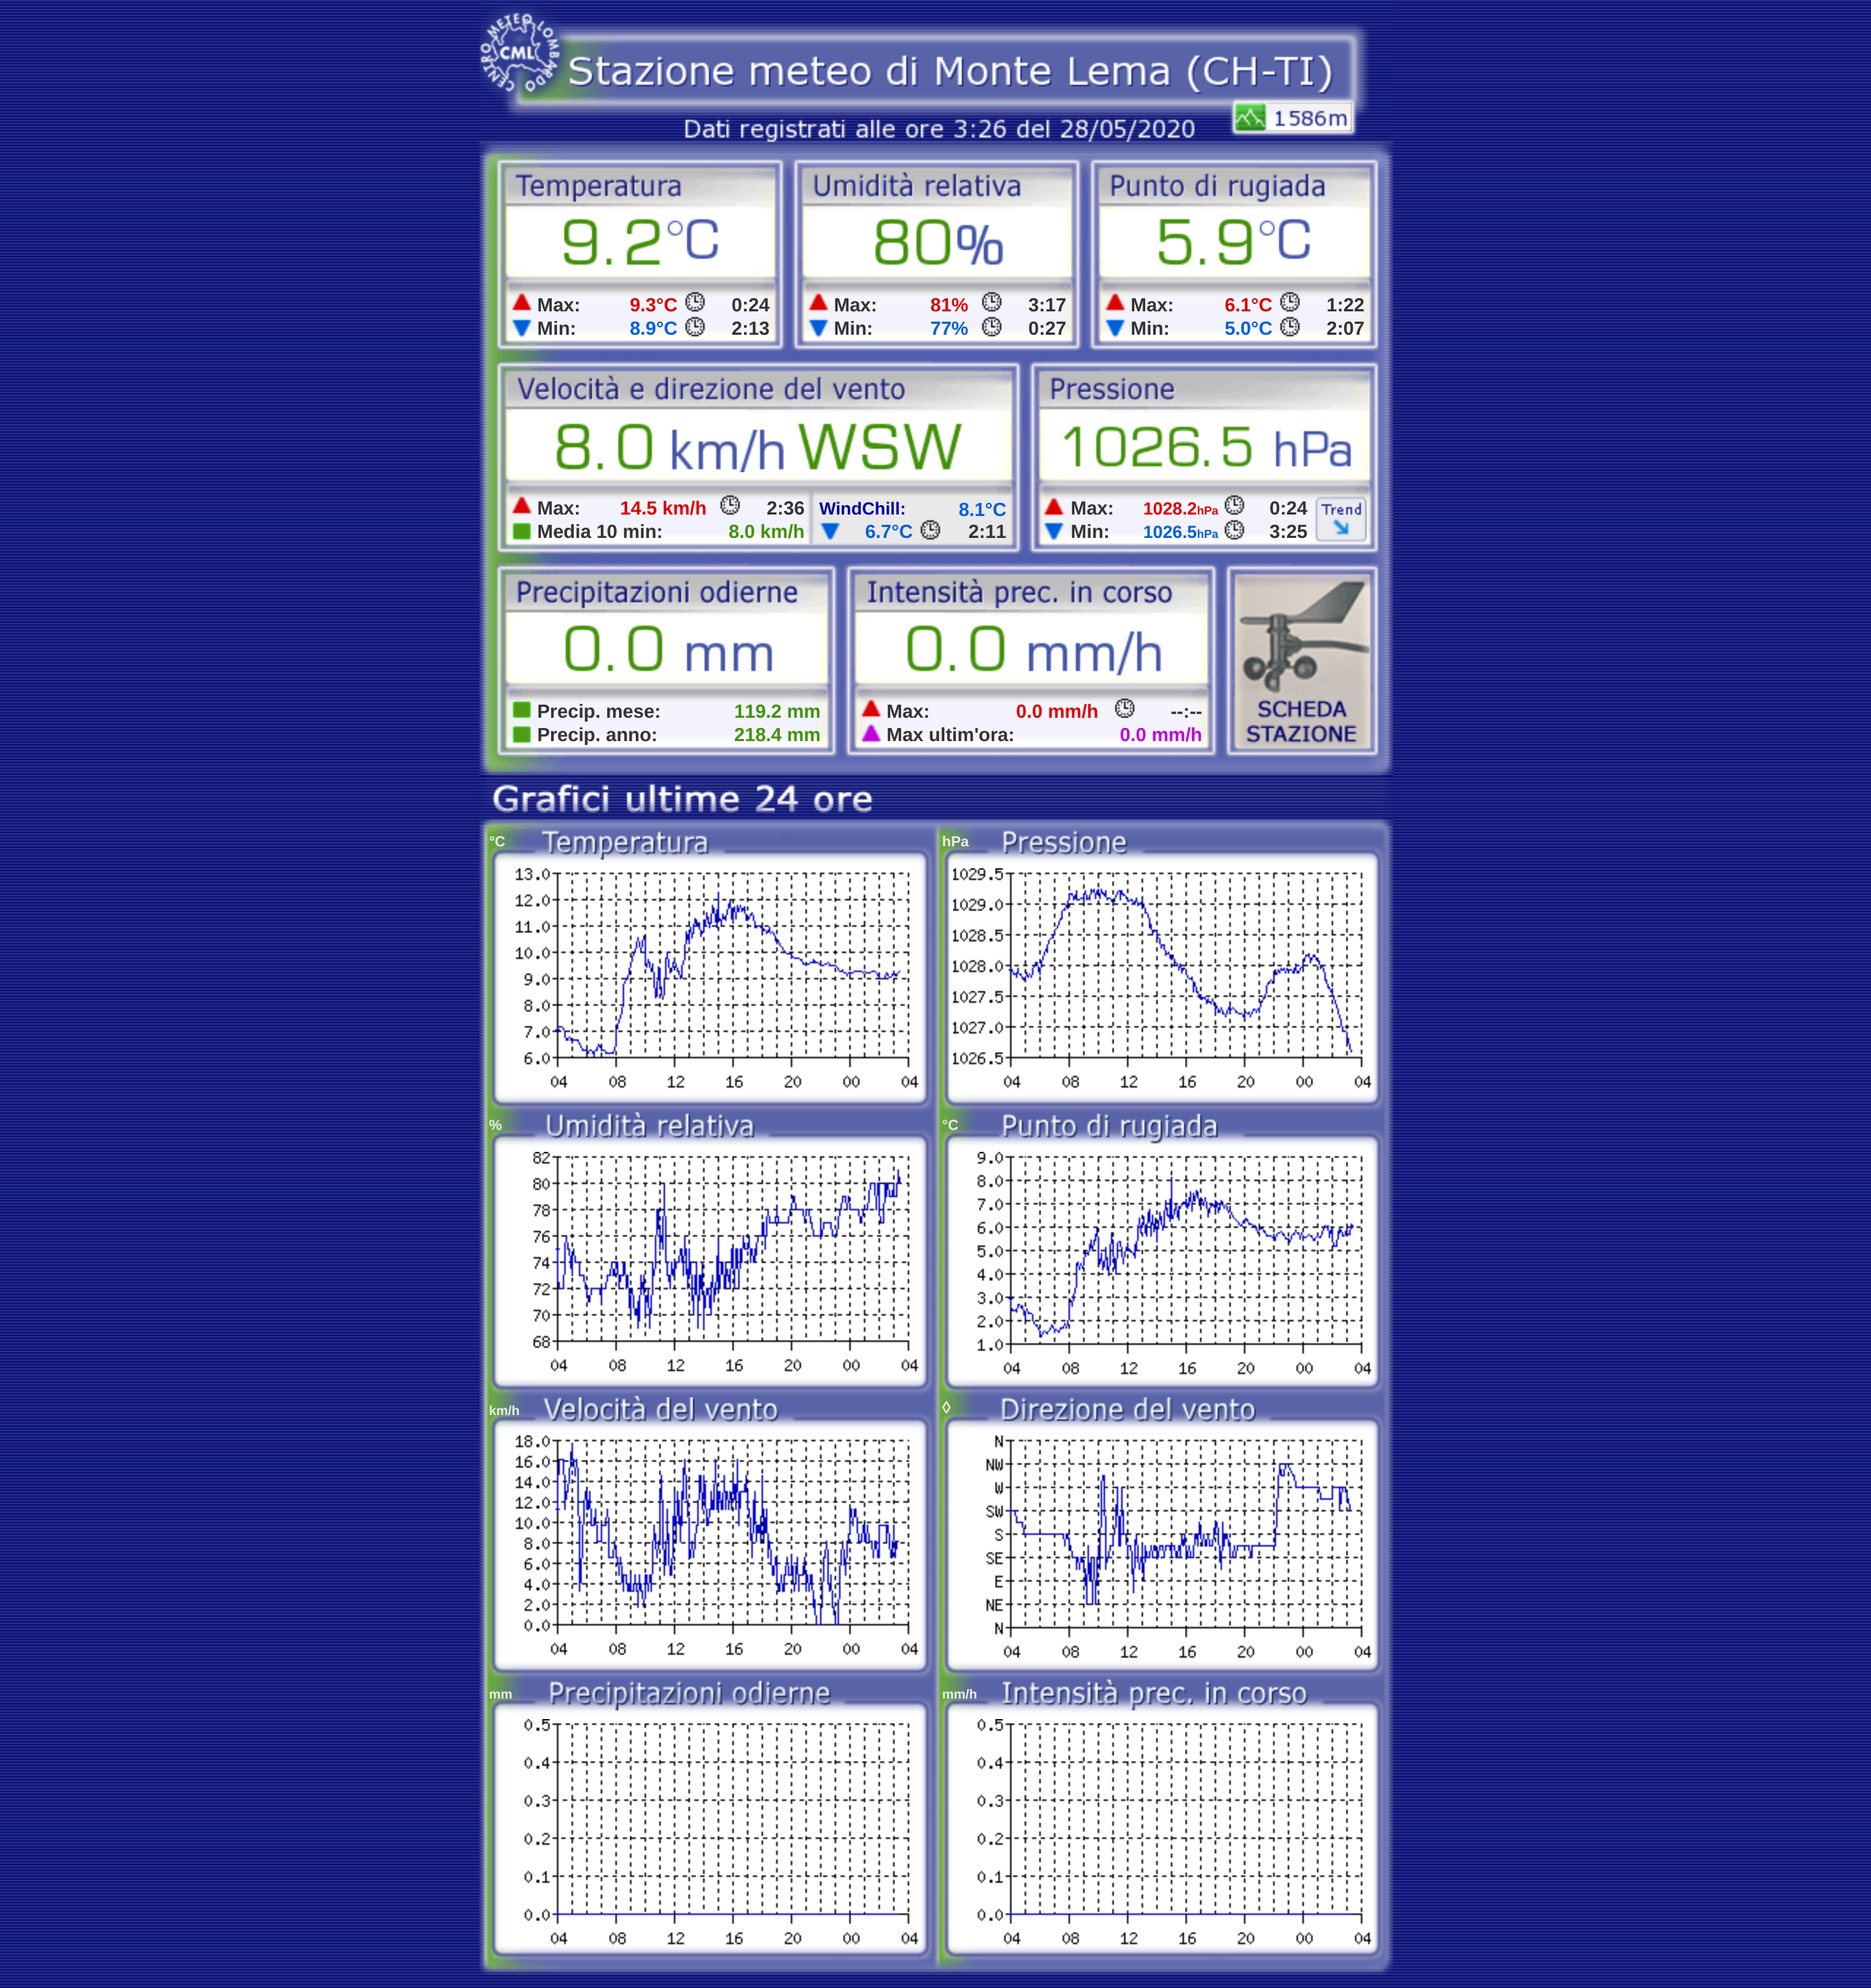 CENTRO METEO LOMBARDO
CML
Stazione meteo di Monte Lema (CH-TI)
1586m
Dati registrati alle ore 3:26 del 28/05/2020
Temperatura
9.2°C
Max: 9.3°C 0:24
Min: 8.9°C 2:13
Umidità relativa
80%
Max: 81% 3:17
Min: 77% 0:27
Punto di rugiada
5.9°C
Max: 6.1°C 1:22
Min: 5.0°C 2:07
Velocità e direzione del vento
8.0 km/h WSW
Max: 14.5 km/h 2:36
Media 10 min: 8.0 km/h
WindChill: 8.1°C
6.7°C 2:11
Pressione
1026.5 hPa
Max: 1028.2hPa 0:24
Min: 1026.5hPa 3:25
Trend
Precipitazioni odierne
0.0 mm
Precip. mese: 119.2 mm
Precip. anno: 218.4 mm
Intensità prec. in corso
0.0 mm/h
Max: 0.0 mm/h --:--
Max ultim'ora: 0.0 mm/h
SCHEDA
STAZIONE
Grafici ultime 24 ore
°C Temperatura
13.0
12.0
11.0
10.0
9.0
8.0
7.0
6.0
04 08 12 16 20 00 04
hPa Pressione
1029.5
1029.0
1028.5
1028.0
1027.5
1027.0
1026.5
04 08 12 16 20 00 04
% Umidità relativa
82
80
78
76
74
72
70
68
04 08 12 16 20 00 04
°C Punto di rugiada
9.0
8.0
7.0
6.0
5.0
4.0
3.0
2.0
1.0
04 08 12 16 20 00 04
km/h Velocità del vento
18.0
16.0
14.0
12.0
10.0
8.0
6.0
4.0
2.0
0.0
04 08 12 16 20 00 04
◊ Direzione del vento
N
NW
W
SW
S
SE
E
NE
N
04 08 12 16 20 00 04
mm Precipitazioni odierne
0.5
0.4
0.3
0.2
0.1
0.0
04 08 12 16 20 00 04
mm/h Intensità prec. in corso
0.5
0.4
0.3
0.2
0.1
0.0
04 08 12 16 20 00 04